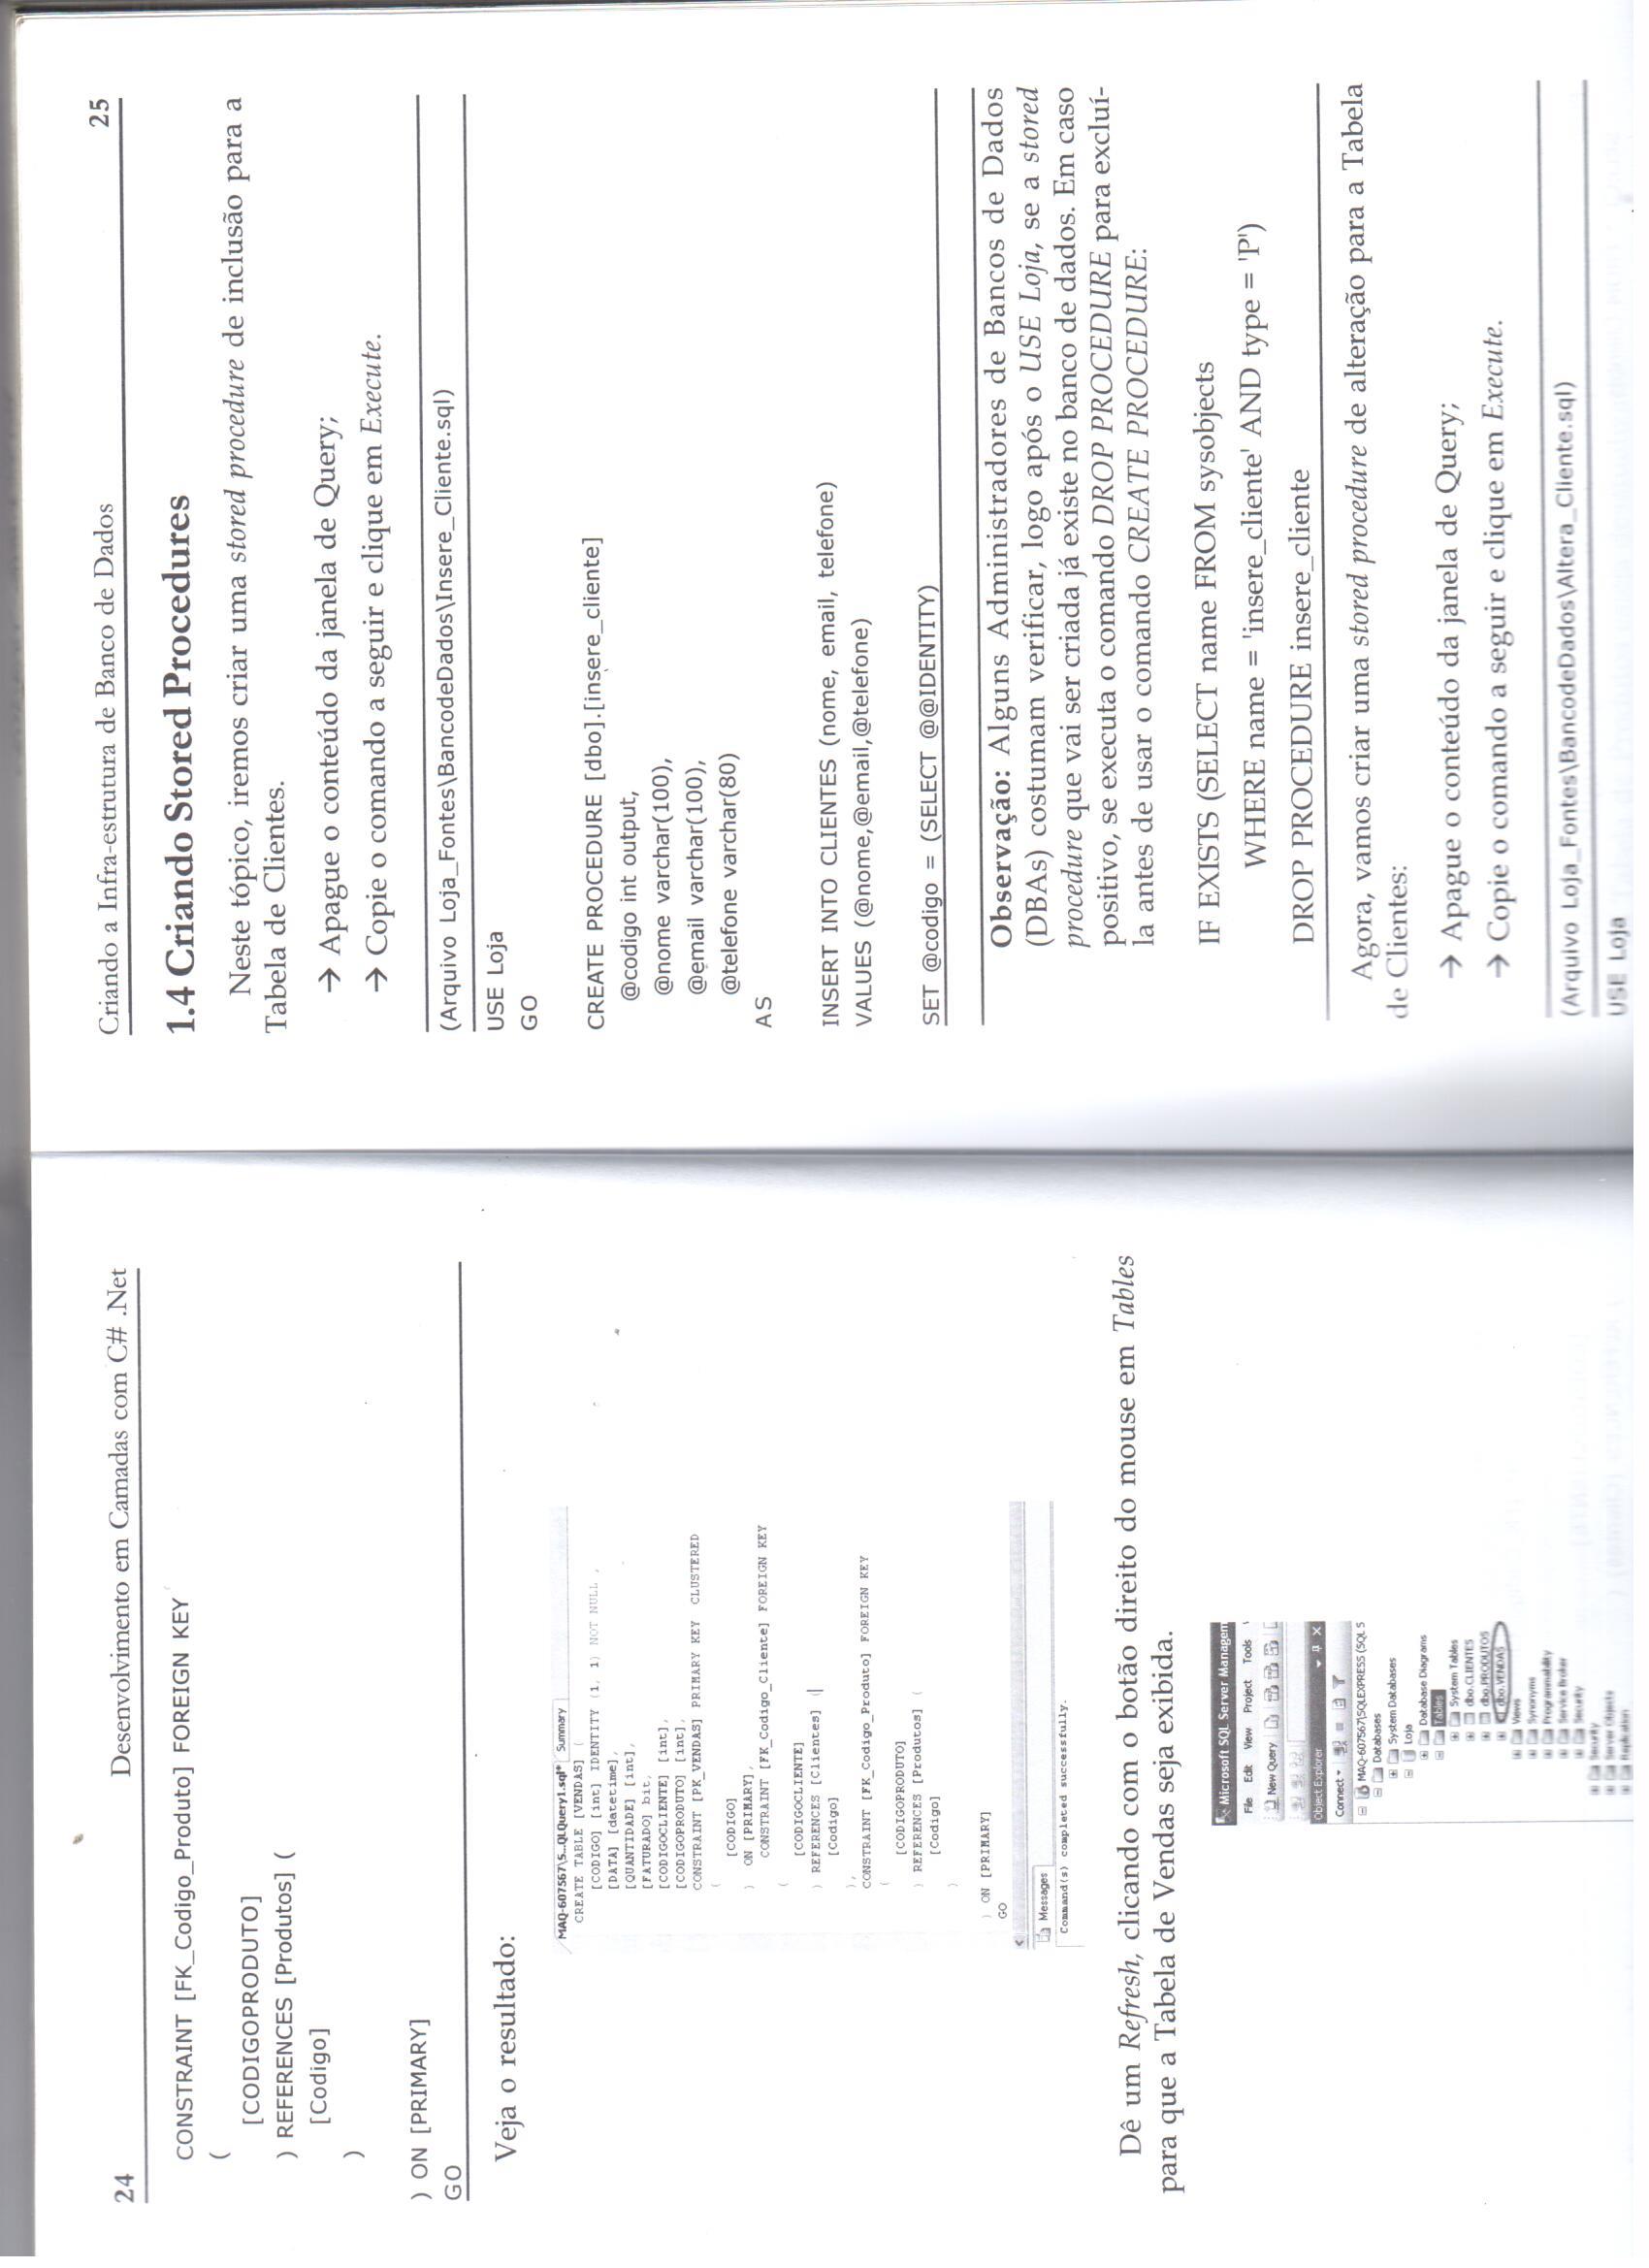 24 Desenvolvimento em Camadas com C# .Net
CONSTRAINT [FK_Codigo_Produto] FOREIGN KEY
(
[CODIGOPRODUTO]
) REFERENCES [Produtos] (
[Codigo]
)
) ON [PRIMARY]
GO
Veja o resultado:
MAQ-607567\S...QLQuery1.sql* Summary
CREATE TABLE [VENDAS] (
[CODIGO] [int] IDENTITY (1, 1) NOT NULL ,
[DATA] [datetime],
[QUANTIDADE] [int],
[FATURADO] bit,
[CODIGOCLIENTE] [int],
[CODIGOPRODUTO] [int],
CONSTRAINT [PK_VENDAS] PRIMARY KEY CLUSTERED
(
[CODIGO]
) ON [PRIMARY],
CONSTRAINT [FK_Codigo_Cliente] FOREIGN KEY
(
[CODIGOCLIENTE]
) REFERENCES [Clientes] (
[Codigo]
),
CONSTRAINT [FK_Codigo_Produto] FOREIGN KEY
(
[CODIGOPRODUTO]
) REFERENCES [Produtos] (
[Codigo]
)
) ON [PRIMARY]
GO
Messages
Command(s) completed successfully.
Dê um Refresh, clicando com o botão direito do mouse em Tables
para que a Tabela de Vendas seja exibida.
Microsoft SQL Server Managem
File Edit View Project Tools
New Query
Object Explorer
Connect
MAQ-607567\SQLEXPRESS (SQL S
Databases
System Databases
Loja
Database Diagrams
Tables
System Tables
dbo.CLIENTES
dbo.PRODUTOS
dbo.VENDAS
Views
Synonyms
Programmability
Service Broker
Security
Security
Server Objects
Replication
Criando a Infra-estrutura de Banco de Dados 25
1.4 Criando Stored Procedures
Neste tópico, iremos criar uma stored procedure de inclusão para a
Tabela de Clientes.
→ Apague o conteúdo da janela de Query;
→ Copie o comando a seguir e clique em Execute.
(Arquivo Loja_Fontes\BancodeDados\Insere_Cliente.sql)
USE Loja
GO
CREATE PROCEDURE [dbo].[insere_cliente]
@codigo int output,
@nome varchar(100),
@email varchar(100),
@telefone varchar(80)
AS
INSERT INTO CLIENTES (nome, email, telefone)
VALUES (@nome,@email,@telefone)
SET @codigo = (SELECT @@IDENTITY)
Observação: Alguns Administradores de Bancos de Dados
(DBAs) costumam verificar, logo após o USE Loja, se a stored
procedure que vai ser criada já existe no banco de dados. Em caso
positivo, se executa o comando DROP PROCEDURE para excluí-
la antes de usar o comando CREATE PROCEDURE:
IF EXISTS (SELECT name FROM sysobjects
WHERE name = 'insere_cliente' AND type = 'P')
DROP PROCEDURE insere_cliente
Agora, vamos criar uma stored procedure de alteração para a Tabela
de Clientes:
→ Apague o conteúdo da janela de Query;
→ Copie o comando a seguir e clique em Execute.
(Arquivo Loja_Fontes\BancodeDados\Altera_Cliente.sql)
USE Loja